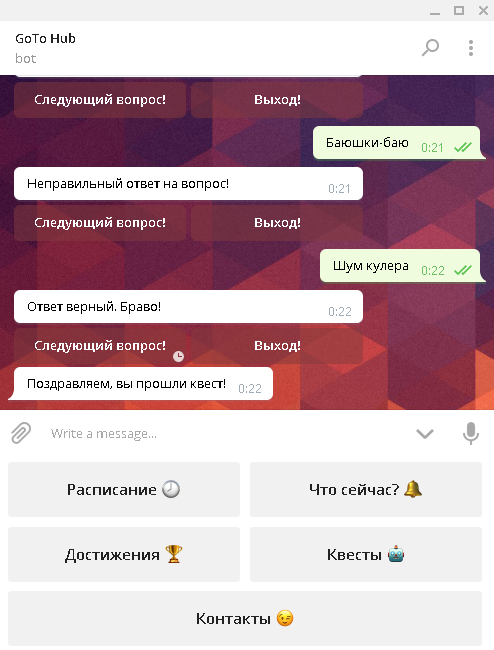 GoTo Hub
bot
Следующий вопрос! Выход!
Баюшки-баю 0:21
Неправильный ответ на вопрос! 0:21
Следующий вопрос! Выход!
Шум кулера 0:22
Ответ верный. Браво! 0:22
Следующий вопрос! Выход!
Поздравляем, вы прошли квест! 0:22
Write a message...
Расписание 🕗 Что сейчас? 🔔
Достижения 🏆 Квесты 🤖
Контакты 😉